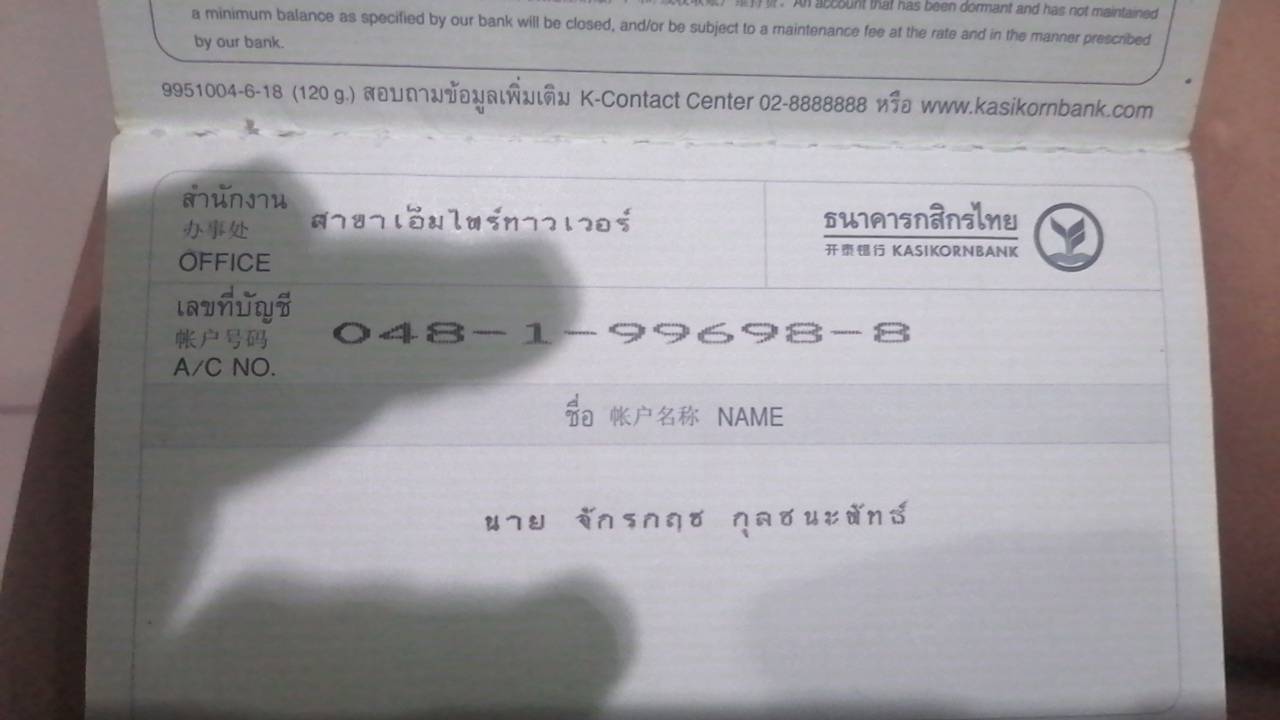 An account that has been dormant and has not maintained
a minimum balance as specified by our bank will be closed, and/or be subject to a maintenance fee at the rate and in the manner prescribed
by our bank.
9951004-6-18 (120 g.) สอบถามข้อมูลเพิ่มเติม K-Contact Center 02-8888888 หรือ www.kasikornbank.com
สำนักงาน
办事处
OFFICE
สาขาเอ็มไพร์ทาวเวอร์
ธนาคารกสิกรไทย
开泰银行 KASIKORNBANK
เลขที่บัญชี
帐户号码
A/C NO.
048-1-99698-8
ชื่อ 帐户名称 NAME
นาย จักรกฤช กุลชนะพัทธ์